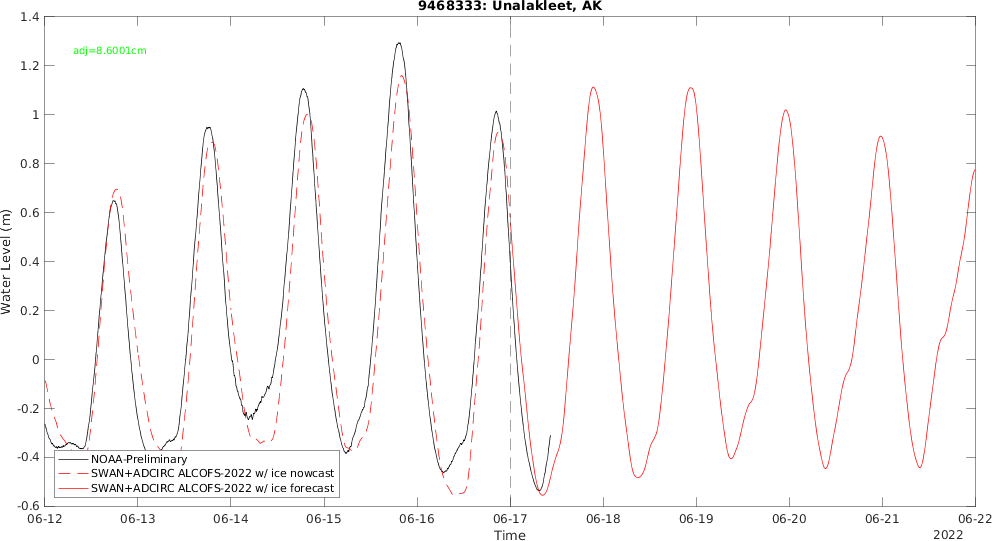 9468333: Unalakleet, AK
adj=8.6001cm
Water Level (m)
1.4
1.2
1
0.8
0.6
0.4
0.2
0
-0.2
-0.4
-0.6
NOAA-Preliminary
SWAN+ADCIRC ALCOFS-2022 w/ ice nowcast
SWAN+ADCIRC ALCOFS-2022 w/ ice forecast
06-12 06-13 06-14 06-15 06-16 06-17 06-18 06-19 06-20 06-21 06-22
Time
2022